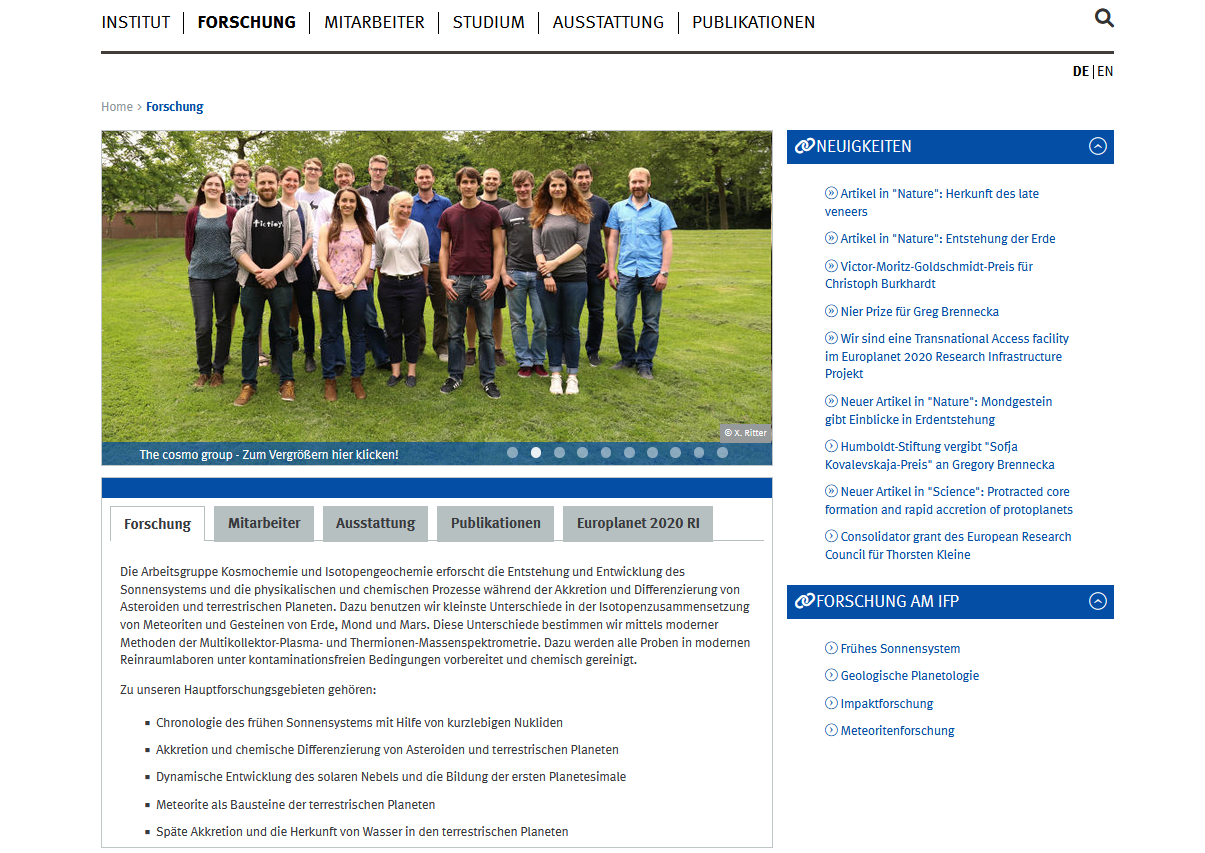 INSTITUT
FORSCHUNG
MITARBEITER
STUDIUM
AUSSTATTUNG
PUBLIKATIONEN
DE|EN
Home > Forschung
© X. Ritter
The cosmo group - Zum Vergrößern hier klicken!
Forschung
Mitarbeiter
Ausstattung
Publikationen
Europlanet 2020 RI
Die Arbeitsgruppe Kosmochemie und Isotopengeochemie erforscht die Entstehung und Entwicklung des
Sonnensystems und die physikalischen und chemischen Prozesse während der Akkretion und Differenzierung von
Asteroiden und terrestrischen Planeten. Dazu benutzen wir kleinste Unterschiede in der Isotopenzusammensetzung
von Meteoriten und Gesteinen von Erde, Mond und Mars. Diese Unterschiede bestimmen wir mittels moderner
Methoden der Multikollektor-Plasma- und Thermionen-Massenspektrometrie. Dazu werden alle Proben in modernen
Reinraumlaboren unter kontaminationsfreien Bedingungen vorbereitet und chemisch gereinigt.
Zu unseren Hauptforschungsgebieten gehören:
Chronologie des frühen Sonnensystems mit Hilfe von kurzlebigen Nukliden
Akkretion und chemische Differenzierung von Asteroiden und terrestrischen Planeten
Dynamische Entwicklung des solaren Nebels und die Bildung der ersten Planetesimale
Meteorite als Bausteine der terrestrischen Planeten
Späte Akkretion und die Herkunft von Wasser in den terrestrischen Planeten
NEUIGKEITEN
Artikel in "Nature": Herkunft des late
veneers
Artikel in "Nature": Entstehung der Erde
Victor-Moritz-Goldschmidt-Preis für
Christoph Burkhardt
Nier Prize für Greg Brennecka
Wir sind eine Transnational Access facility
im Europlanet 2020 Research Infrastructure
Projekt
Neuer Artikel in "Nature": Mondgestein
gibt Einblicke in Erdentstehung
Humboldt-Stiftung vergibt "Sofja
Kovalevskaja-Preis" an Gregory Brennecka
Neuer Artikel in "Science": Protracted core
formation and rapid accretion of protoplanets
Consolidator grant des European Research
Council für Thorsten Kleine
FORSCHUNG AM IFP
Frühes Sonnensystem
Geologische Planetologie
Impaktforschung
Meteoritenforschung